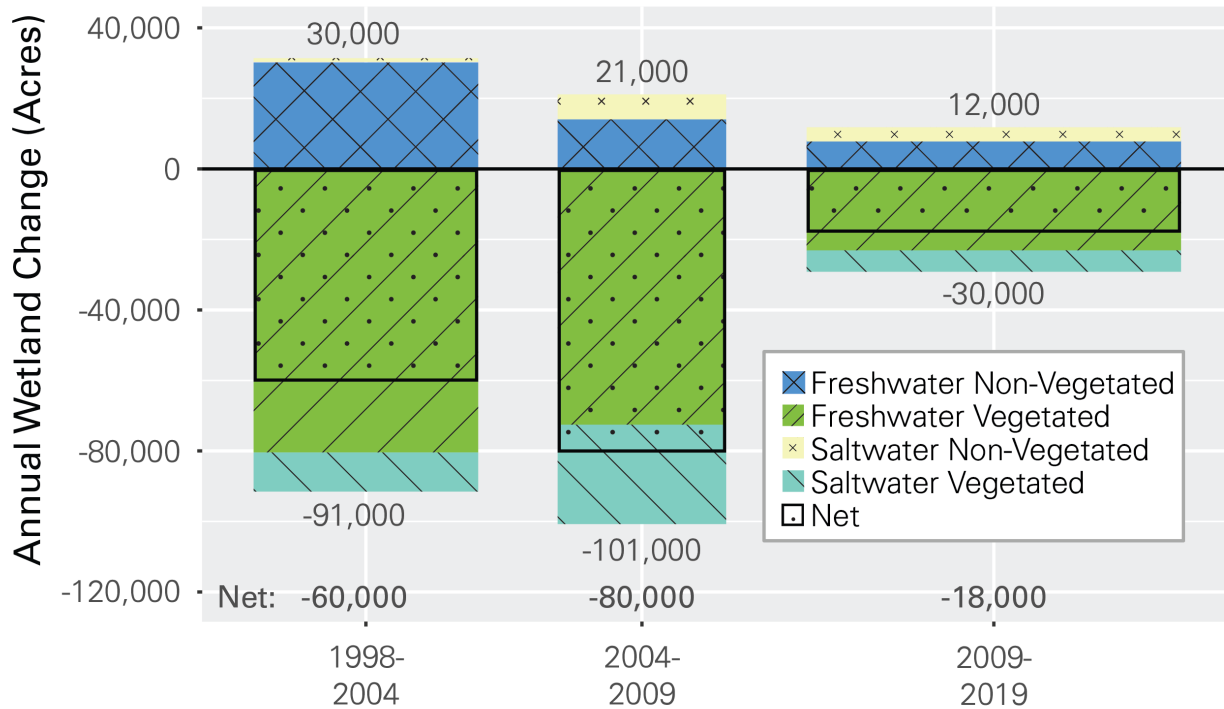 Annual Wetland Change (Acres)
40,000
0
-40,000
-80,000
-120,000
30,000
21,000
12,000
-91,000
-101,000
-30,000
Freshwater Non-Vegetated
Freshwater Vegetated
Saltwater Non-Vegetated
Saltwater Vegetated
Net
Net: -60,000 -80,000 -18,000
1998-
2004
2004-
2009
2009-
2019